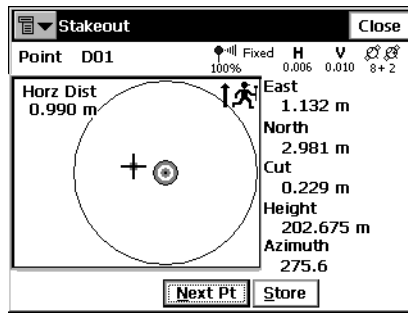 Stakeout Close
Point D01 Fixed H V
100% 0.006 0.010 8+2
Horz Dist
0.990 m
East
1.132 m
North
2.981 m
Cut
0.229 m
Height
202.675 m
Azimuth
275.6
Next Pt Store